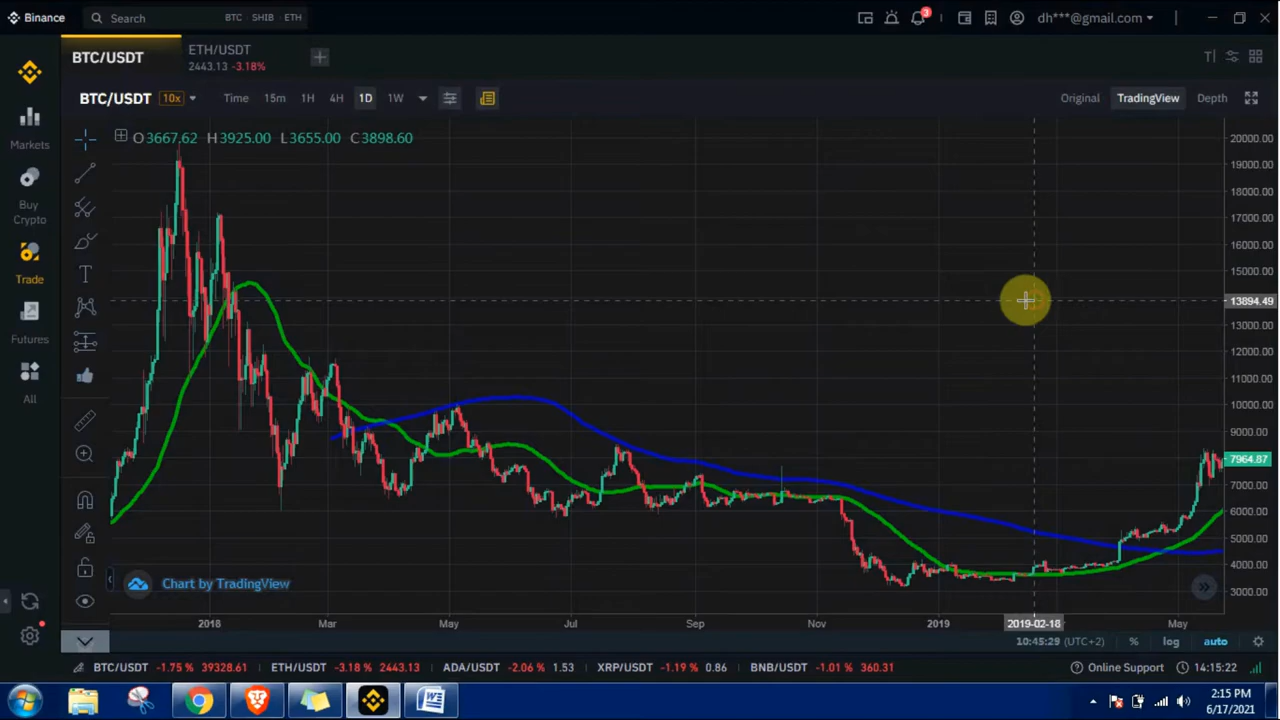 Binance
Search BTC · SHIB · ETH
3
dh***@gmail.com
BTC/USDT
ETH/USDT
2443.13 -3.18%
BTC/USDT 10x Time 15m 1H 4H 1D 1W
Original TradingView Depth
O3667.62 H3925.00 L3655.00 C3898.60
Markets
Buy
Crypto
Trade
Futures
All
T
20000.00
19000.00
18000.00
17000.00
16000.00
15000.00
13894.49
13000.00
12000.00
11000.00
10000.00
9000.00
7964.87
7000.00
6000.00
5000.00
4000.00
3000.00
Chart by TradingView
2018 Mar May Jul Sep Nov 2019 2019-02-18 May
10:45:29 (UTC+2) % log auto
BTC/USDT -1.75 % 39328.61 ETH/USDT -3.18 % 2443.13 ADA/USDT -2.06 % 1.53 XRP/USDT -1.19 % 0.86 BNB/USDT -1.01 % 360.31
Online Support 14:15:22
2:15 PM
6/17/2021